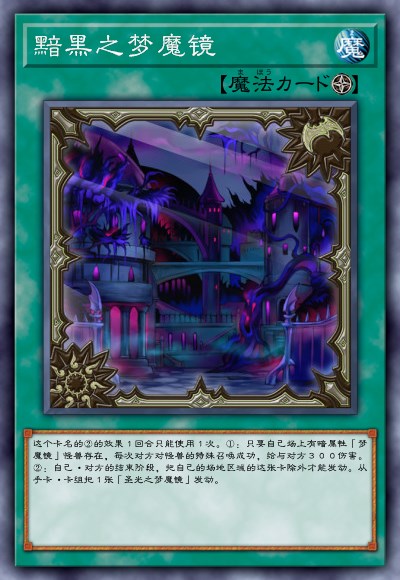 黯黒之梦魔镜
魔
【魔法カード】
ま ほう
这个卡名的②的效果１回合只能使用１次。①：只要自己场上有暗属性「梦
魔镜」怪兽存在，每次对方对怪兽的特殊召唤成功，给与对方３００伤害。
②：自己·对方的结束阶段，把自己的场地区域的这张卡除外才能发动。从
手卡·卡组把１张「圣光之梦魔镜」发动。